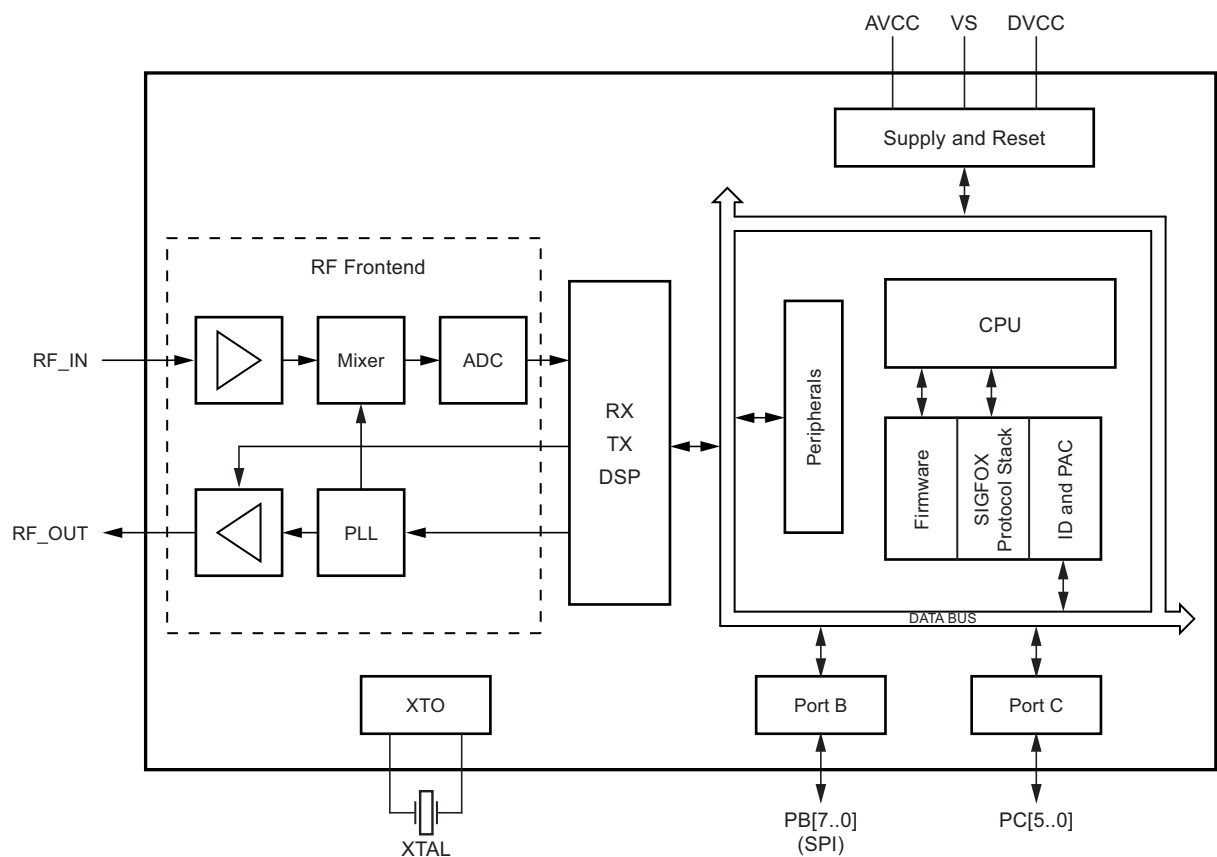 AVCC VS DVCC
Supply and Reset
RF Frontend
CPU
RF_IN
Mixer
ADC
RX
TX
DSP
Peripherals
Firmware
SIGFOX
Protocol Stack
ID and PAC
RF_OUT
PLL
DATA BUS
XTO
Port B
Port C
XTAL
PB[7..0]
(SPI)
PC[5..0]